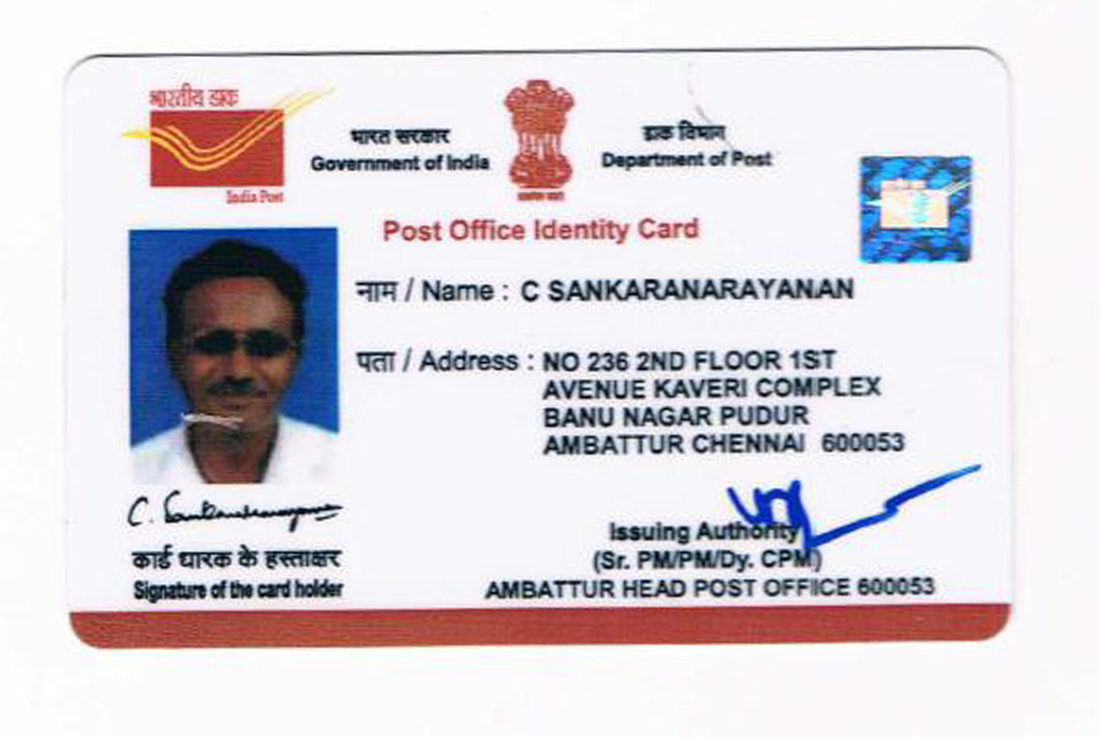 भारतीय डाक
India Post
भारत सरकार
Government of India
डाक विभाग
Department of Post
Post Office Identity Card
नाम / Name : C SANKARANARAYANAN
पता / Address : NO 236 2ND FLOOR 1ST
AVENUE KAVERI COMPLEX
BANU NAGAR PUDUR
AMBATTUR CHENNAI 600053
C. Sankaranarayanan
कार्ड धारक के हस्ताक्षर
Signature of the card holder
Issuing Authority
(Sr. PM/PM/Dy. CPM)
AMBATTUR HEAD POST OFFICE 600053